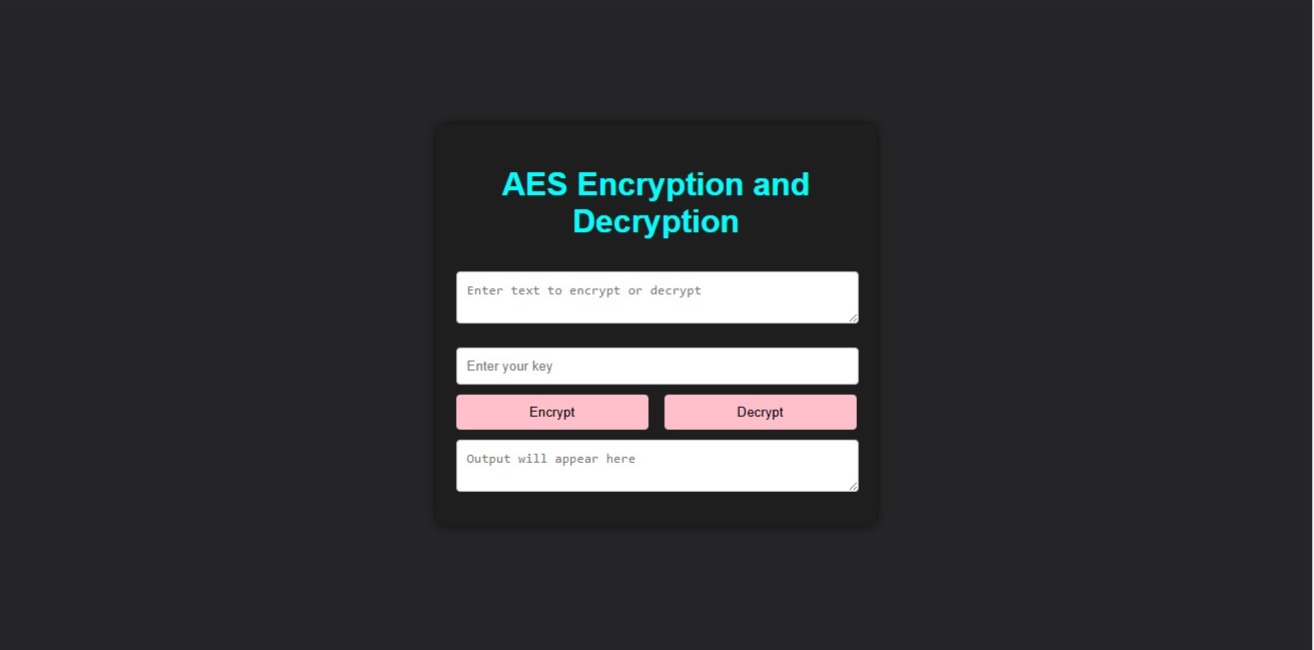 AES Encryption and
Decryption
Enter text to encrypt or decrypt
Enter your key
Encrypt Decrypt
Output will appear here